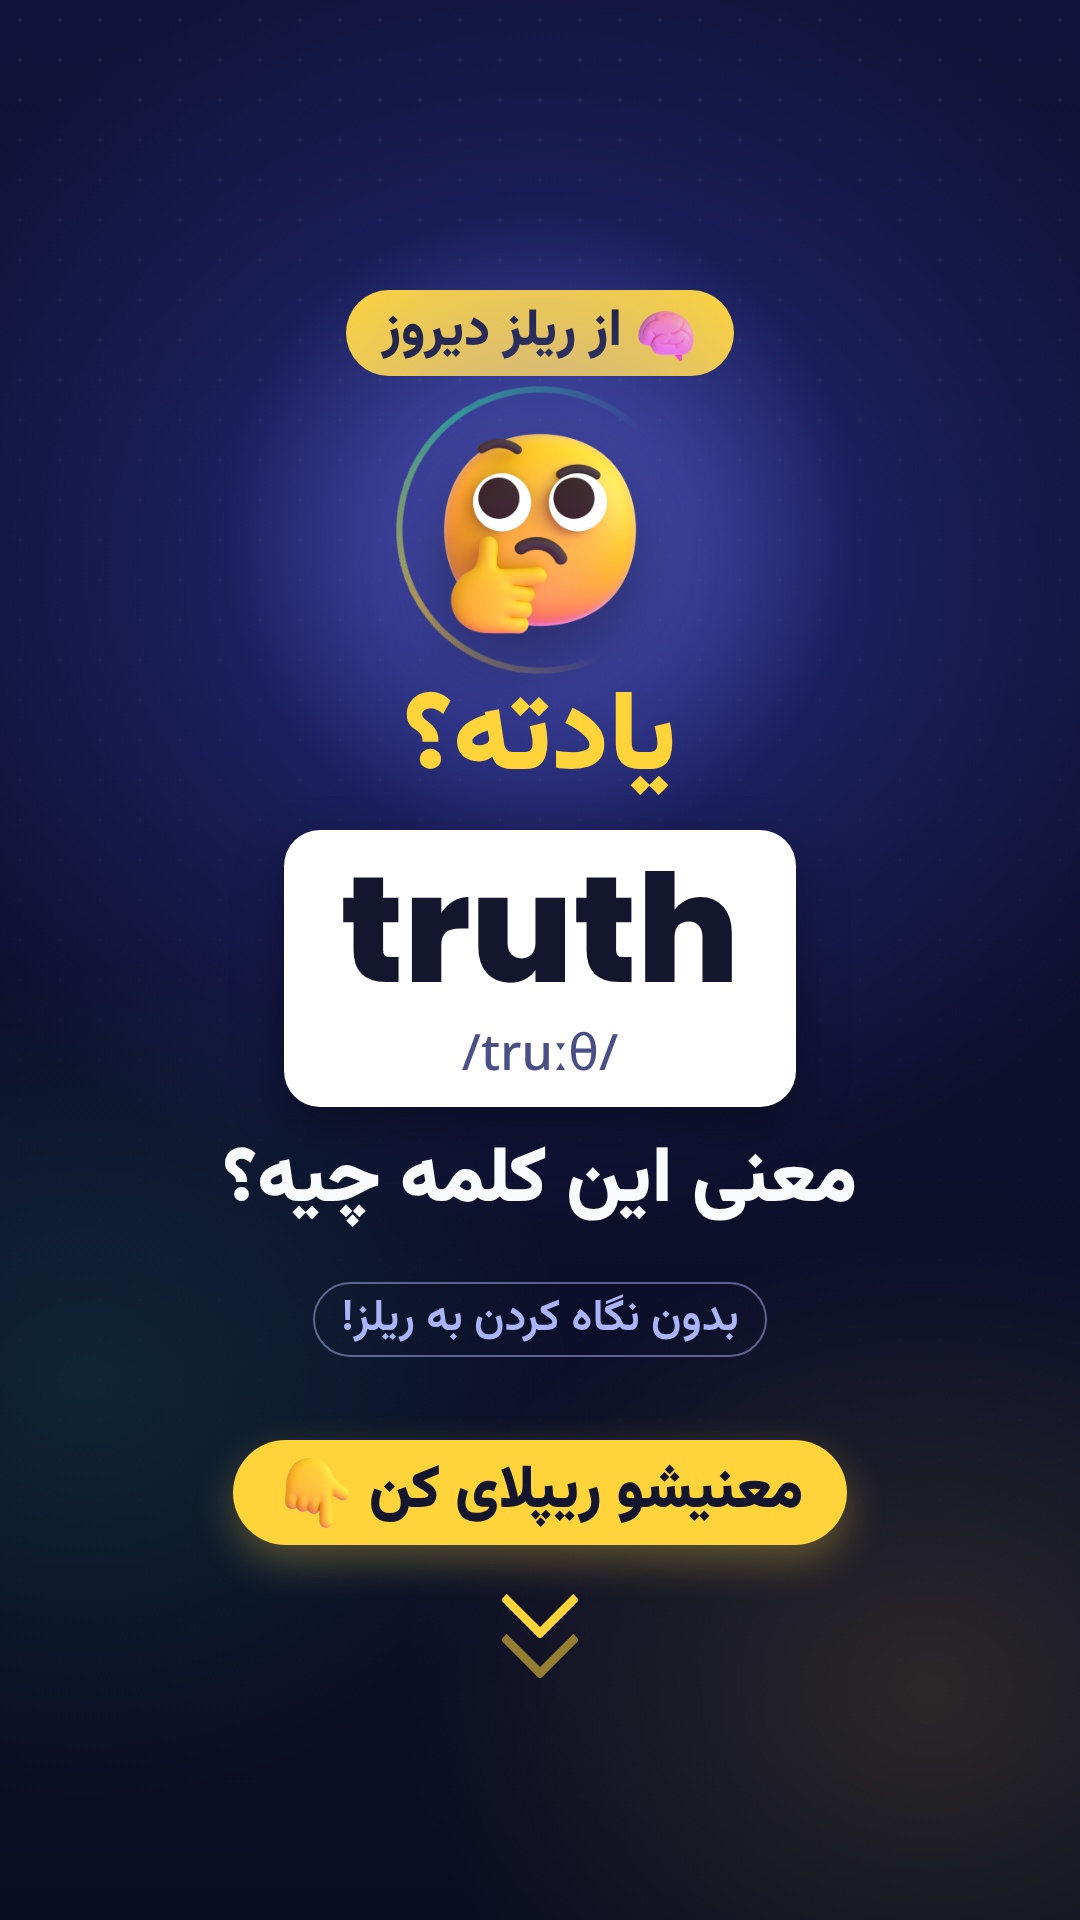 🧠 از ریلز دیروز
یادته؟
truth
/truːθ/
معنی این کلمه چیه؟
بدون نگاه کردن به ریلز!
معنیشو ریپلای کن 👇